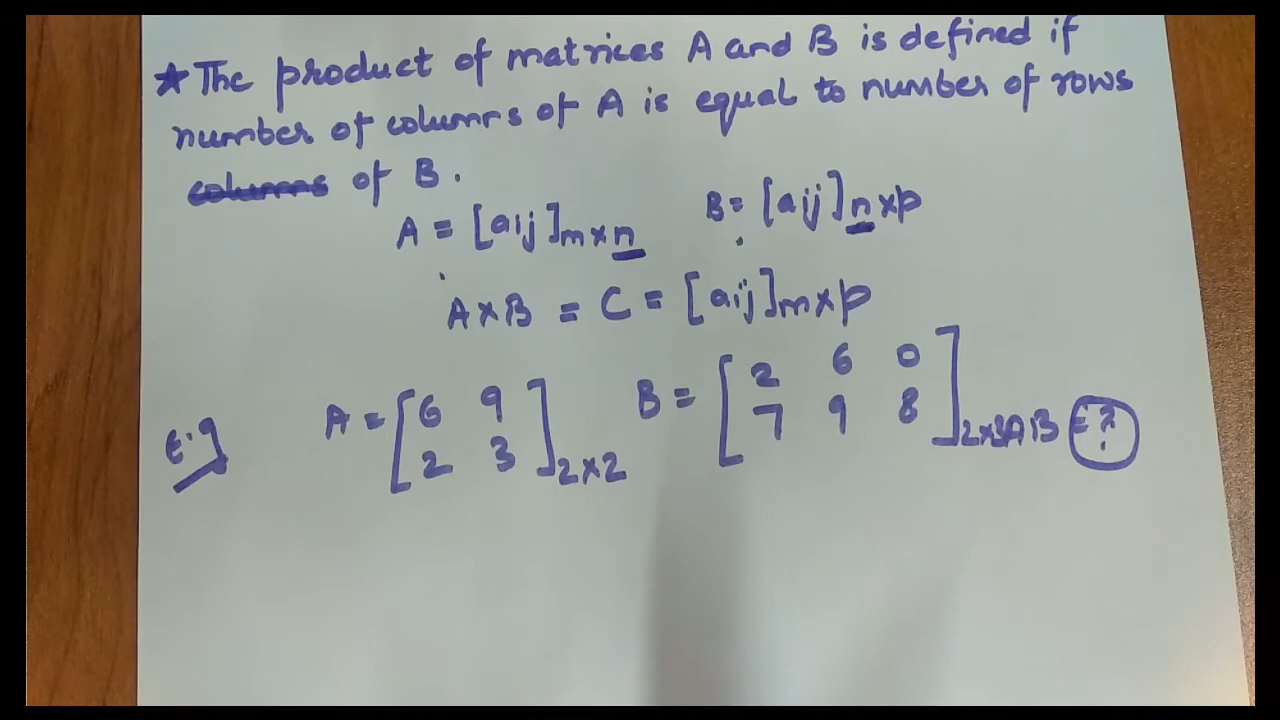 ★ The product of matrices A and B is defined if
number of columns of A is equal to number of rows
columns of B.
A = [aij]m×n B= [aij]n×p
A×B = C = [aij]m×p
E.g A = [6 9 B = [2 6 0
2 3]2×2 7 9 8]2×3 AB = ?